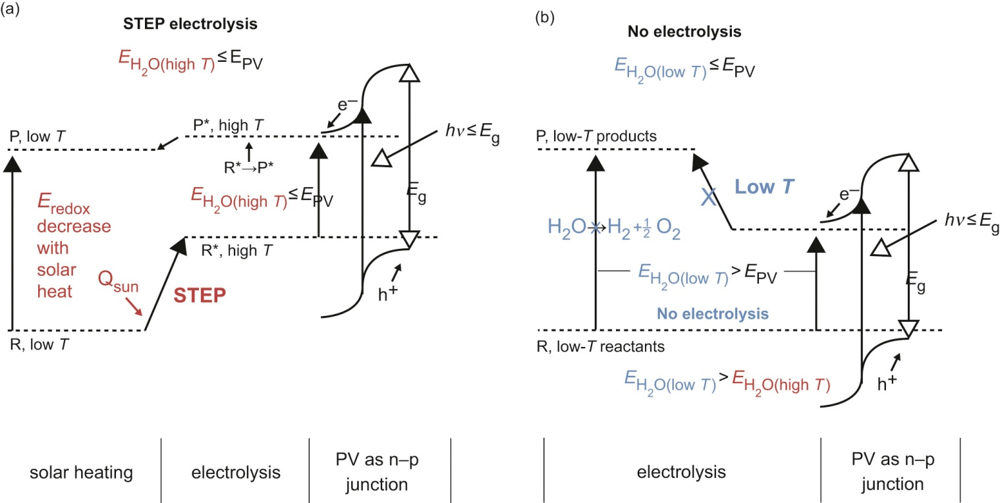 (a)
STEP electrolysis
E_H₂O(high T) ≤ E_PV
P, low T
P*, high T
e–
hν ≤ E_g
R*→P*
E_redox
decrease
with
solar
heat
E_H₂O(high T) ≤ E_PV
E_g
R*, high T
Q_sun
STEP
h+
R, low T
solar heating
electrolysis
PV as n–p
junction
(b)
No electrolysis
E_H₂O(low T) ≤ E_PV
P, low-T products
Low T
X
e–
H₂O → H₂ + ½ O₂
x
hν ≤ E_g
E_H₂O(low T) > E_PV
E_g
No electrolysis
R, low-T reactants
E_H₂O(low T) > E_H₂O(high T)
h+
electrolysis
PV as n–p
junction